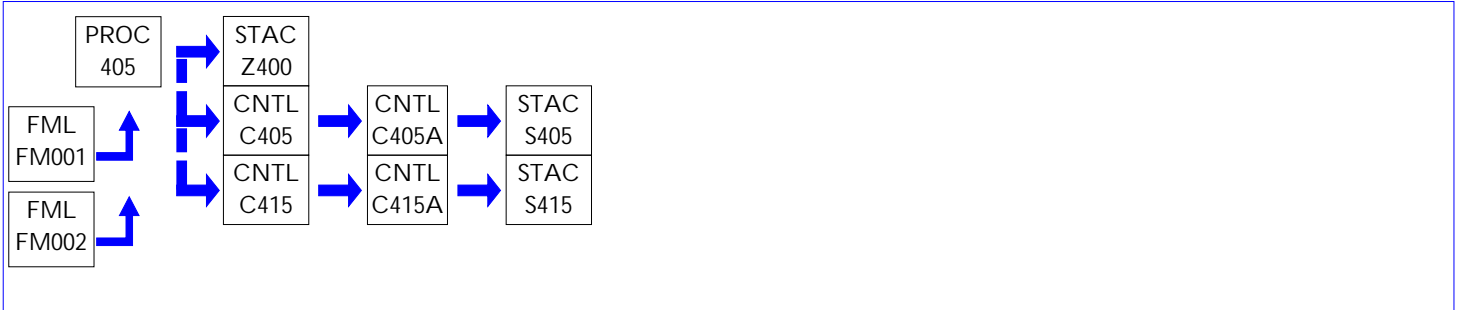 PROC
405
STAC
Z400
FML
FM001
CNTL
C405
CNTL
C405A
STAC
S405
CNTL
C415
CNTL
C415A
STAC
S415
FML
FM002